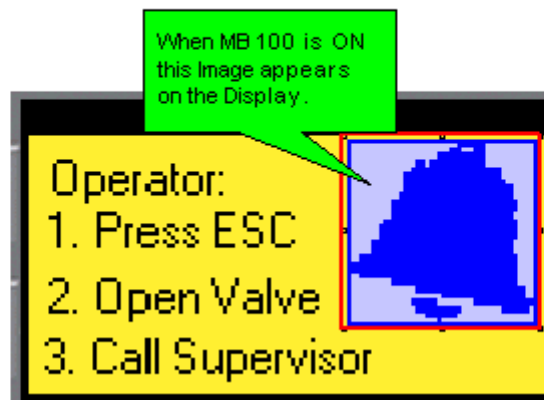 When MB 100 is ON
this Image appears
on the Display.
Operator:
1. Press ESC
2. Open Valve
3. Call Supervisor